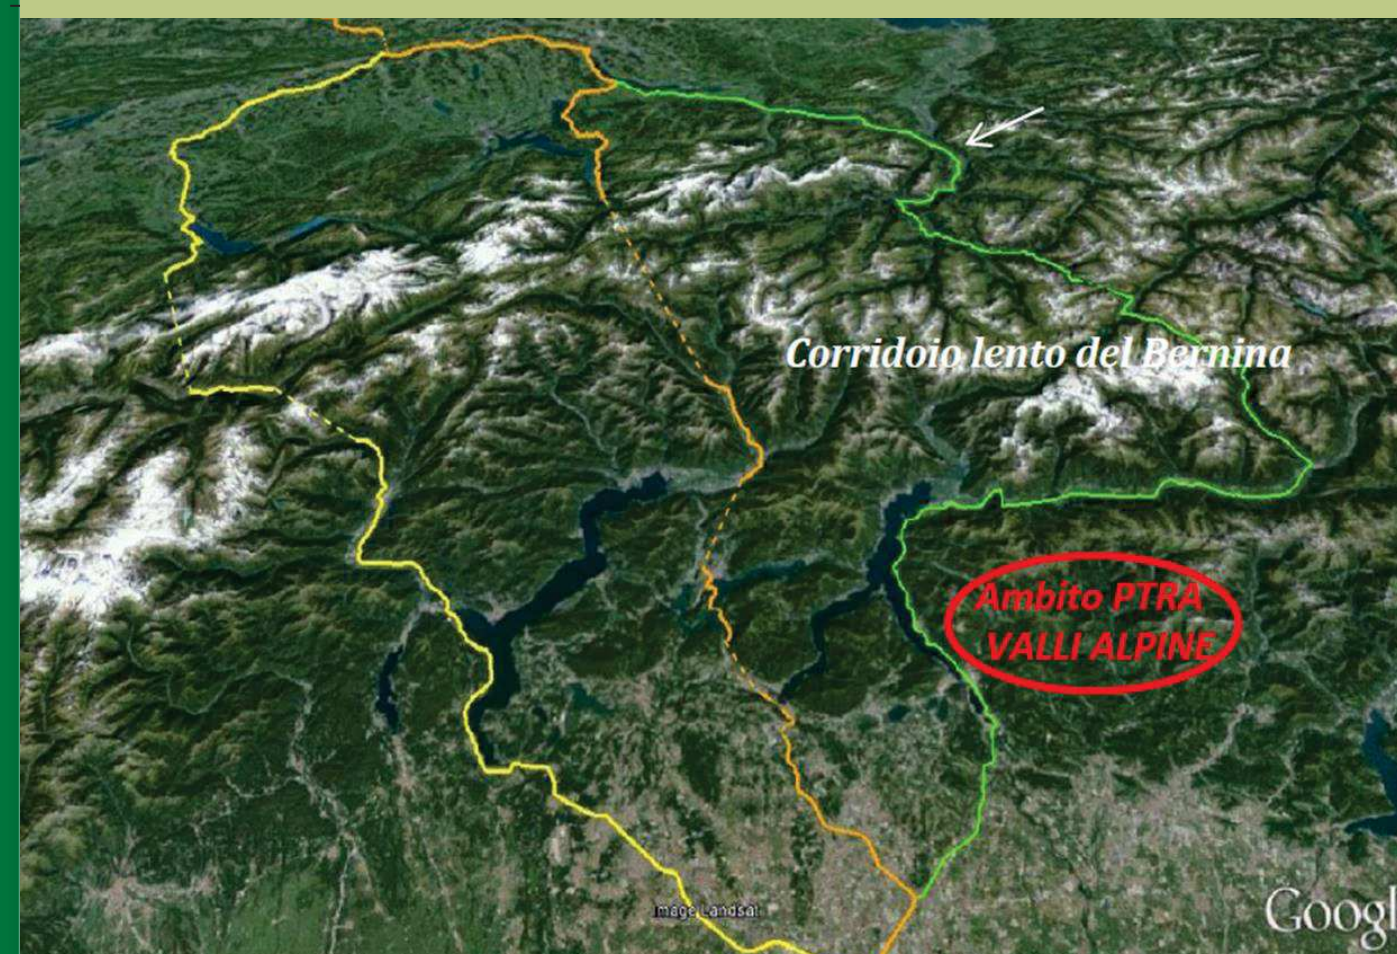 Corridoio lento del Bernina
Ambito PTRA
VALLI ALPINE
Image Landsat
Googl